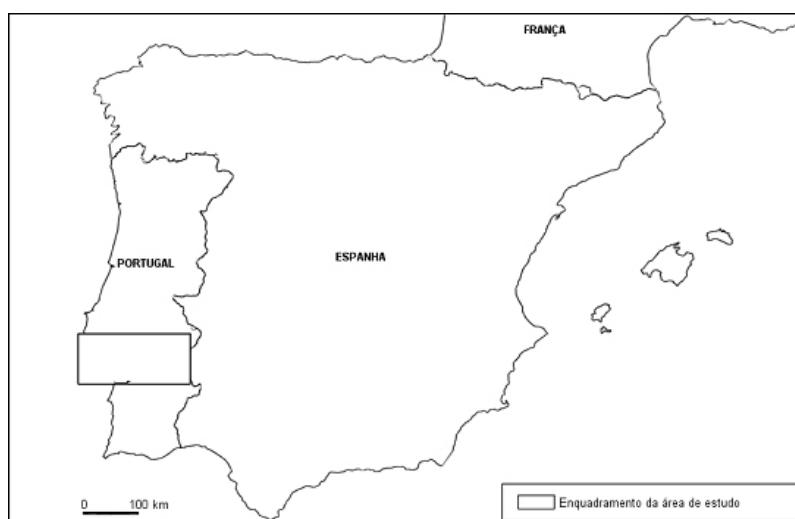 FRANÇA
PORTUGAL
ESPANHA
0 100 km
Enquadramento da área de estudo